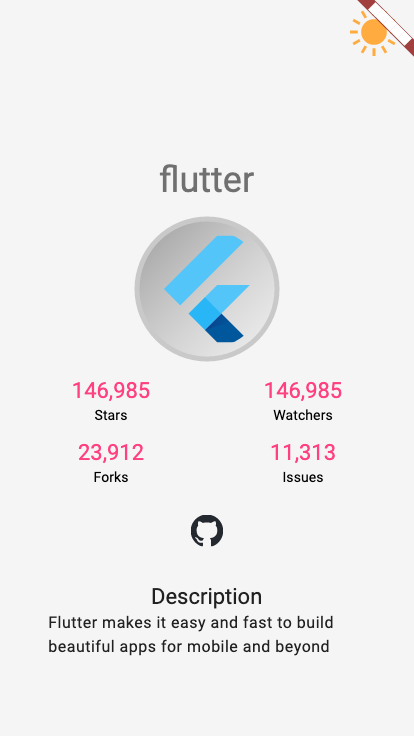 flutter
146,985
146,985
Stars
Watchers
23,912
11,313
Forks
Issues
Description
Flutter makes it easy and fast to build
beautiful apps for mobile and beyond